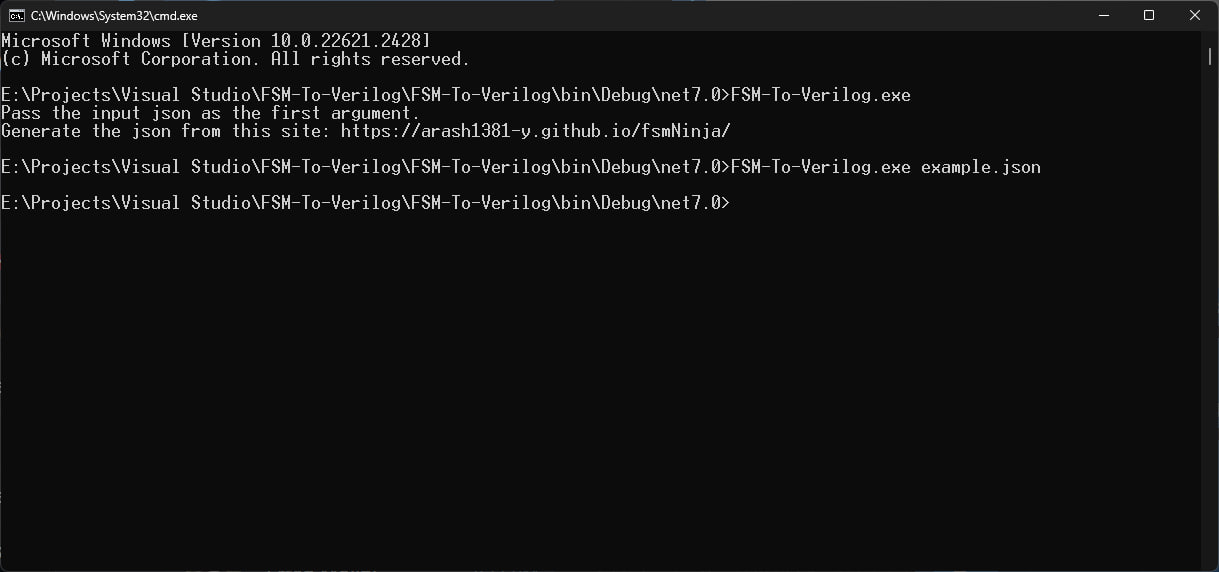 C:\Windows\System32\cmd.exe
Microsoft Windows [Version 10.0.22621.2428]
(c) Microsoft Corporation. All rights reserved.
E:\Projects\Visual Studio\FSM-To-Verilog\FSM-To-Verilog\bin\Debug\net7.0>FSM-To-Verilog.exe
Pass the input json as the first argument.
Generate the json from this site: https://arash1381-y.github.io/fsmNinja/
E:\Projects\Visual Studio\FSM-To-Verilog\FSM-To-Verilog\bin\Debug\net7.0>FSM-To-Verilog.exe example.json
E:\Projects\Visual Studio\FSM-To-Verilog\FSM-To-Verilog\bin\Debug\net7.0>